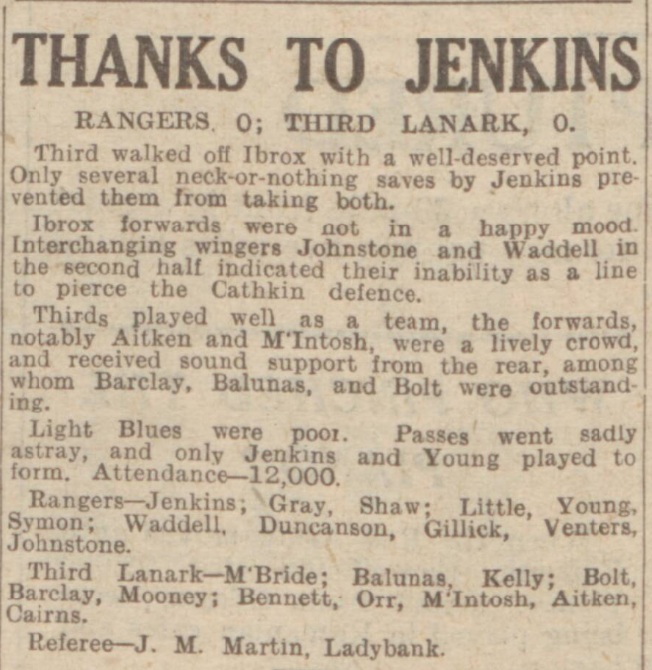 THANKS TO JENKINS
RANGERS, 0; THIRD LANARK, 0.
Third walked off Ibrox with a well-deserved point.
Only several neck-or-nothing saves by Jenkins pre-
vented them from taking both.
Ibrox forwards were not in a happy mood.
Interchanging wingers Johnstone and Waddell in
the second half indicated their inability as a line
to pierce the Cathkin defence.
Thirds played well as a team, the forwards,
notably Aitken and M'Intosh, were a lively crowd,
and received sound support from the rear, among
whom Barclay, Balunas, and Bolt were outstand-
ing.
Light Blues were poor. Passes went sadly
astray, and only Jenkins and Young played to
form. Attendance—12,000.
Rangers—Jenkins; Gray, Shaw; Little, Young,
Symon; Waddell, Duncanson, Gillick, Venters,
Johnstone.
Third Lanark—M'Bride; Balunas, Kelly; Bolt,
Barclay, Mooney; Bennett, Orr, M'Intosh, Aitken,
Cairns.
Referee—J. M. Martin, Ladybank.